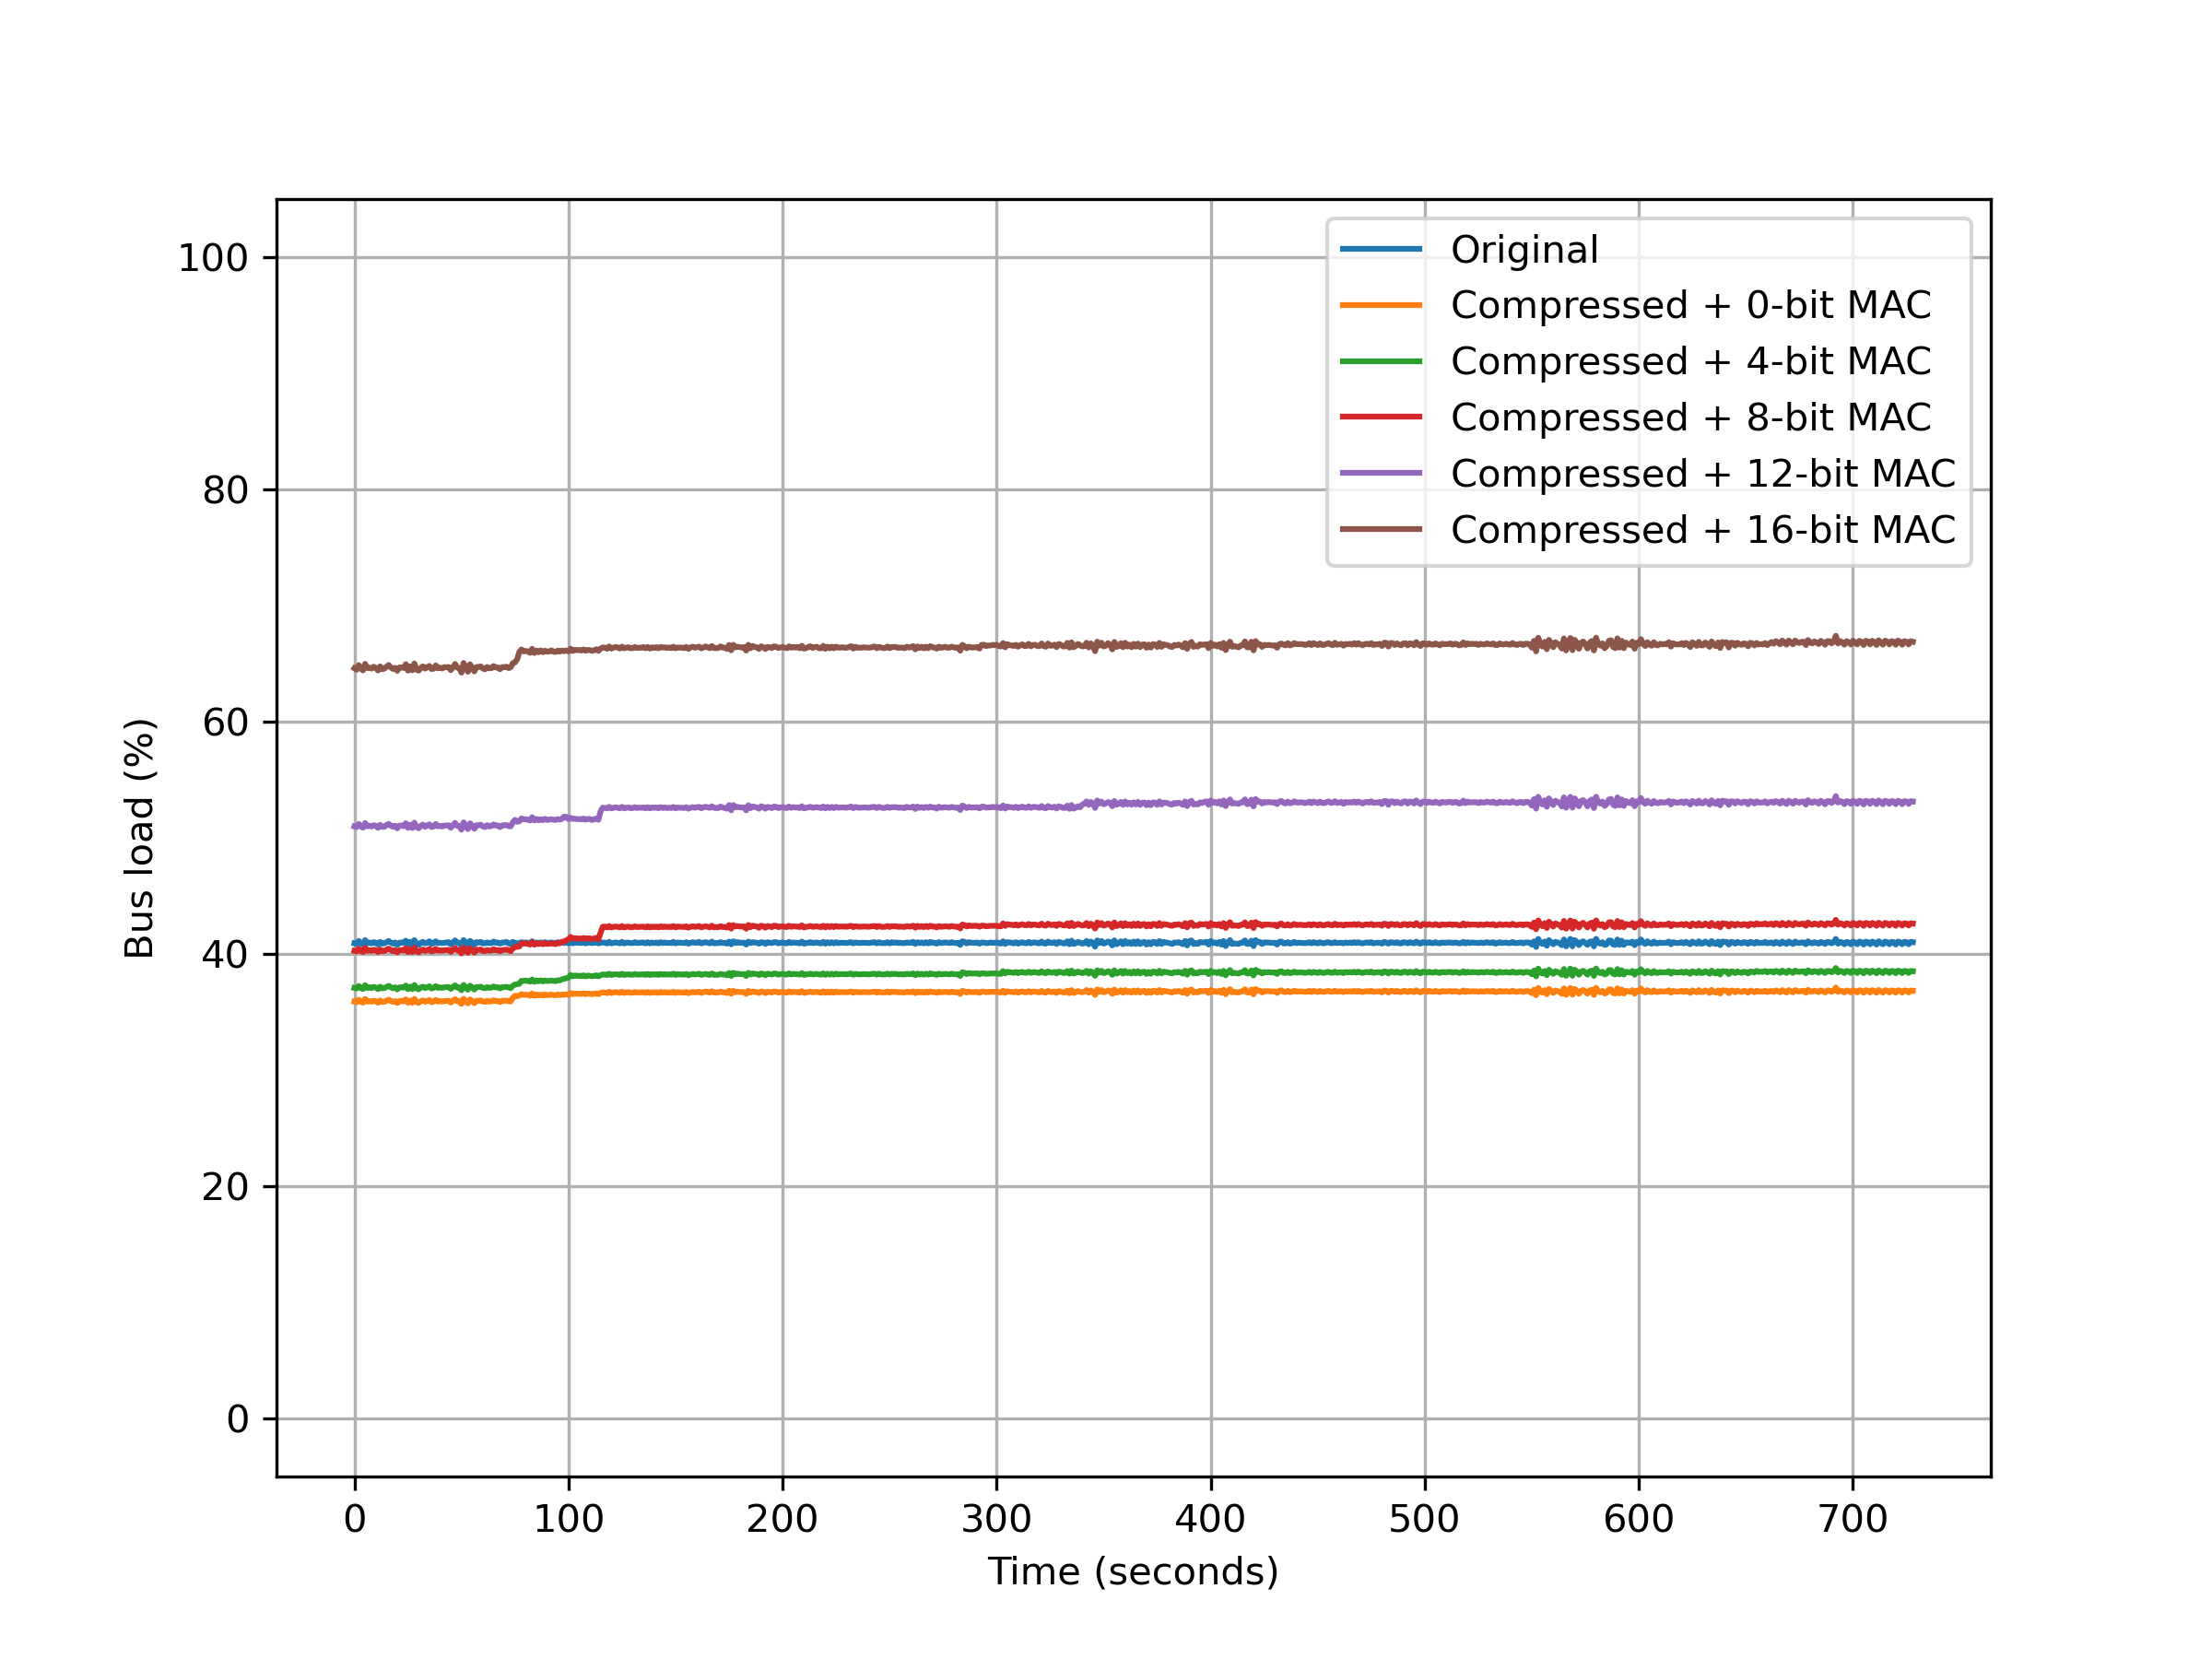 Original
Compressed + 0-bit MAC
Compressed + 4-bit MAC
Compressed + 8-bit MAC
Compressed + 12-bit MAC
Compressed + 16-bit MAC
100
80
60
40
20
0
Bus load (%)
0 100 200 300 400 500 600 700
Time (seconds)